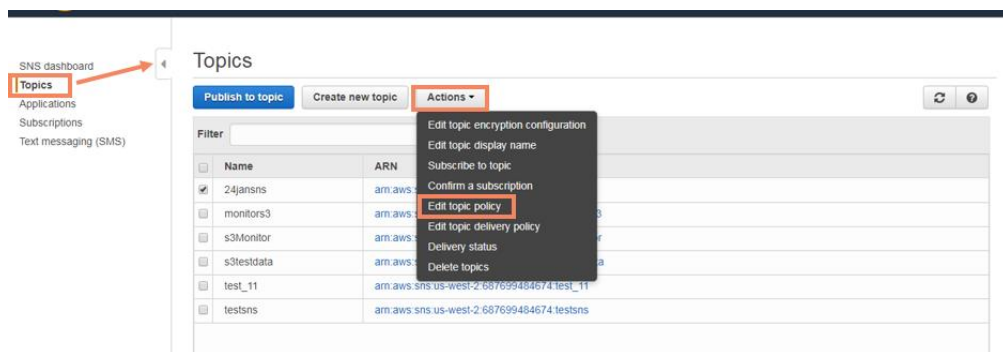 SNS dashboard
Topics
Applications
Subscriptions
Text messaging (SMS)
Topics
Publish to topic Create new topic Actions
Filter
Edit topic encryption configuration
Edit topic display name
Subscribe to topic
Confirm a subscription
Edit topic policy
Edit topic delivery policy
Delivery status
Delete topics
Name ARN
24jansns arn:aws:
monitors3 arn:aws: 3
s3Monitor arn:aws: r
s3testdata arn:aws: a
test_11 arn:aws:sns:us-west-2:687699484674:test_11
testsns arn:aws:sns:us-west-2:687699484674:testsns